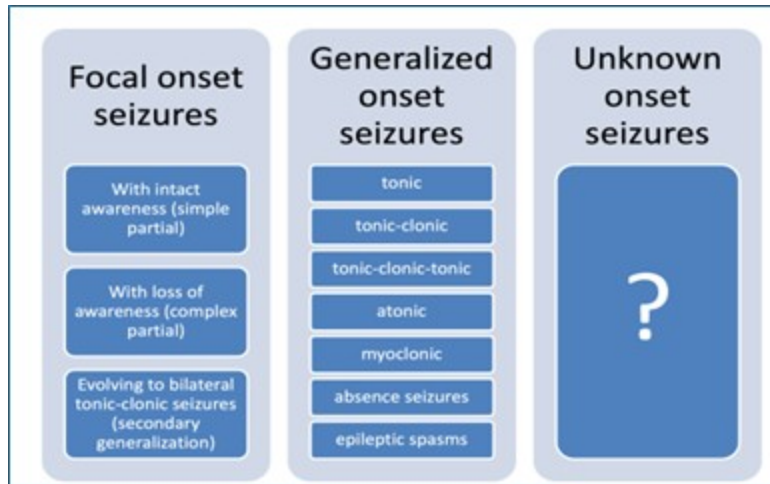 Focal onset
seizures
With intact
awareness (simple
partial)
With loss of
awareness (complex
partial)
Evolving to bilateral
tonic-clonic seizures
(secondary
generalization)
Generalized
onset
seizures
tonic
tonic-clonic
tonic-clonic-tonic
atonic
myoclonic
absence seizures
epileptic spasms
Unknown
onset
seizures
?